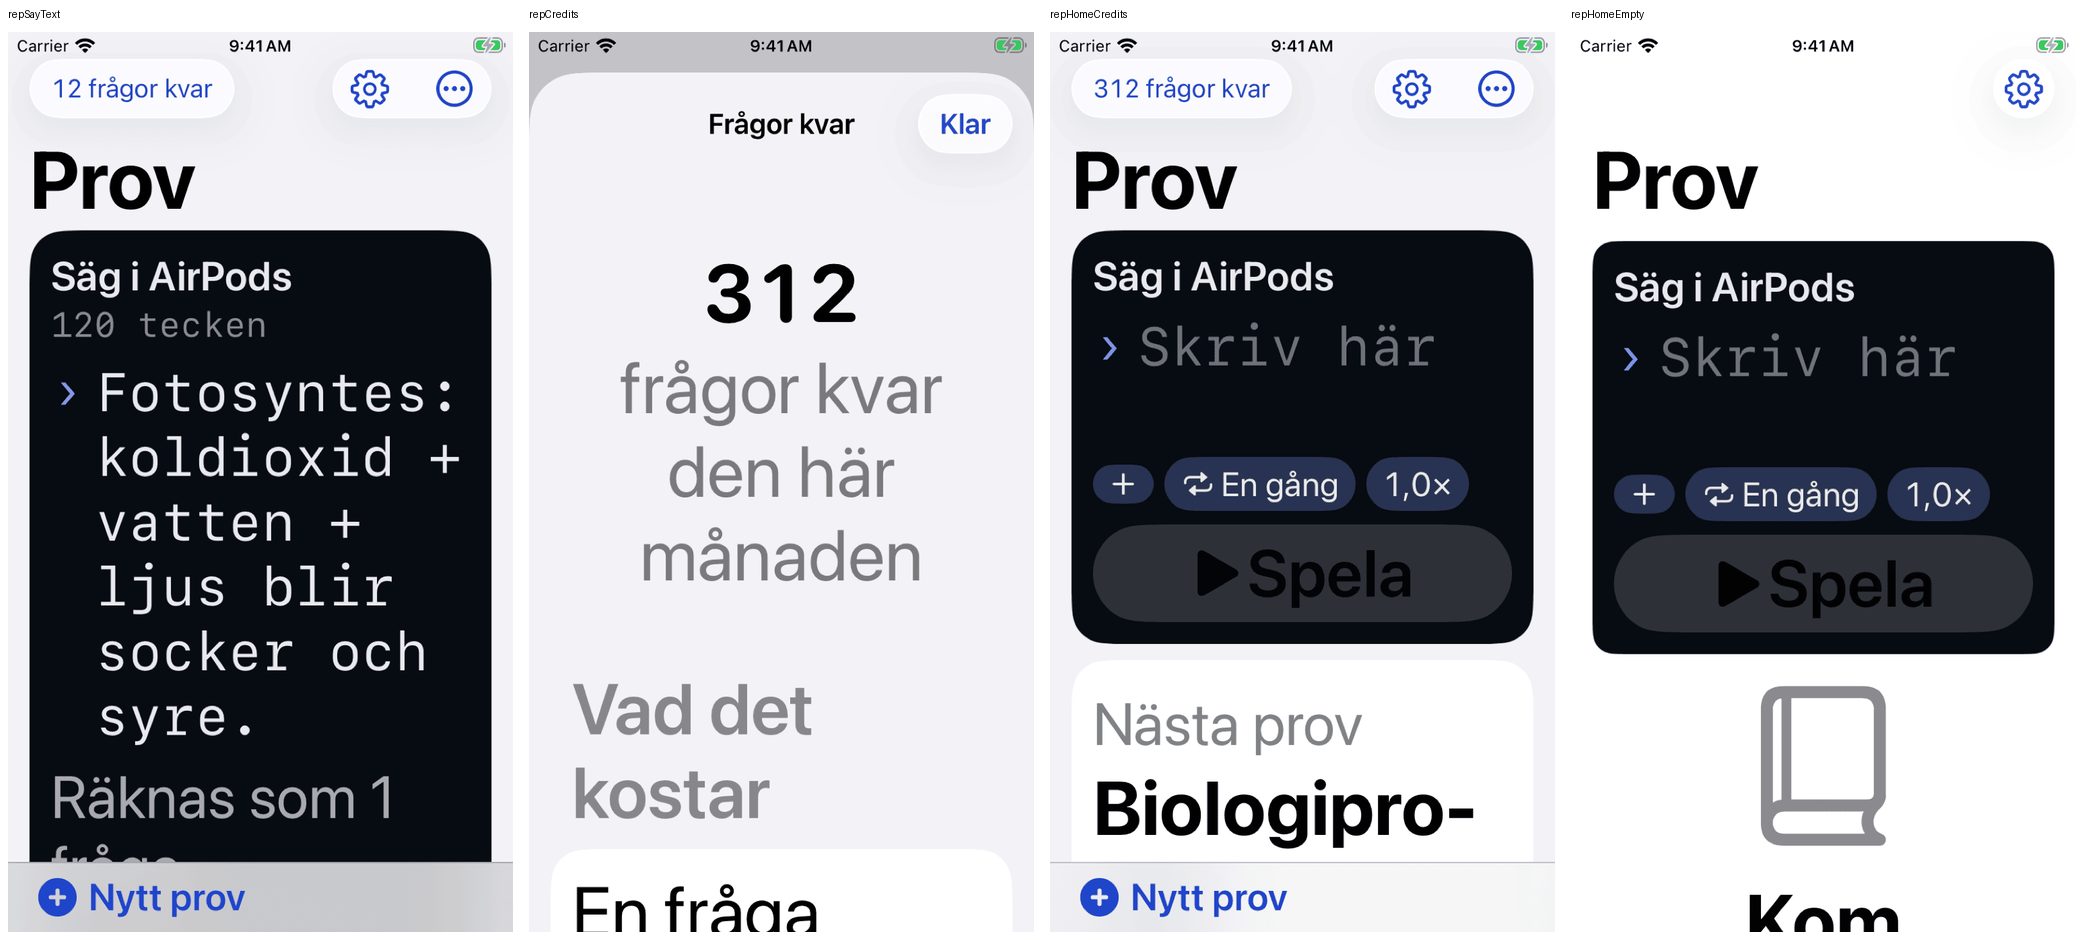 repSayText
Carrier 9:41 AM
12 frågor kvar
Prov
Säg i AirPods
120 tecken
› Fotosyntes:
koldioxid +
vatten +
ljus blir
socker och
syre.
Räknas som 1
fråga
Nytt prov
repCredits
Carrier 9:41 AM
Frågor kvar
Klar
312
frågor kvar
den här
månaden
Vad det
kostar
En fråga
repHomeCredits
Carrier 9:41 AM
312 frågor kvar
Prov
Säg i AirPods
› Skriv här
+ En gång 1,0×
Spela
Nästa prov
Biologipro-
Nytt prov
repHomeEmpty
Carrier 9:41 AM
Prov
Säg i AirPods
› Skriv här
+ En gång 1,0×
Spela
Kom